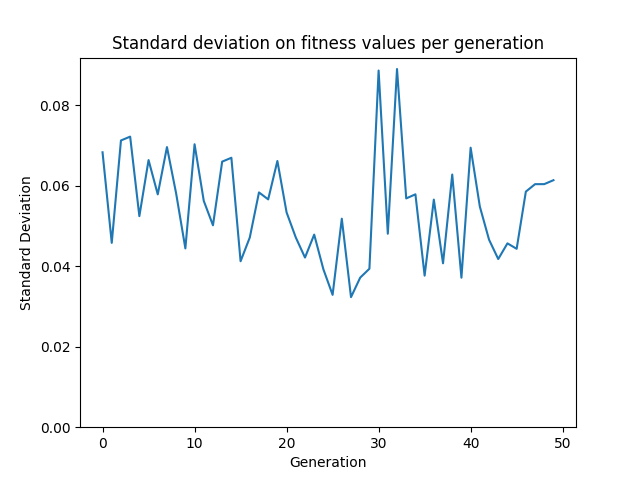 Standard deviation on fitness values per generation
Standard Deviation
0.08
0.06
0.04
0.02
0.00
0 10 20 30 40 50
Generation